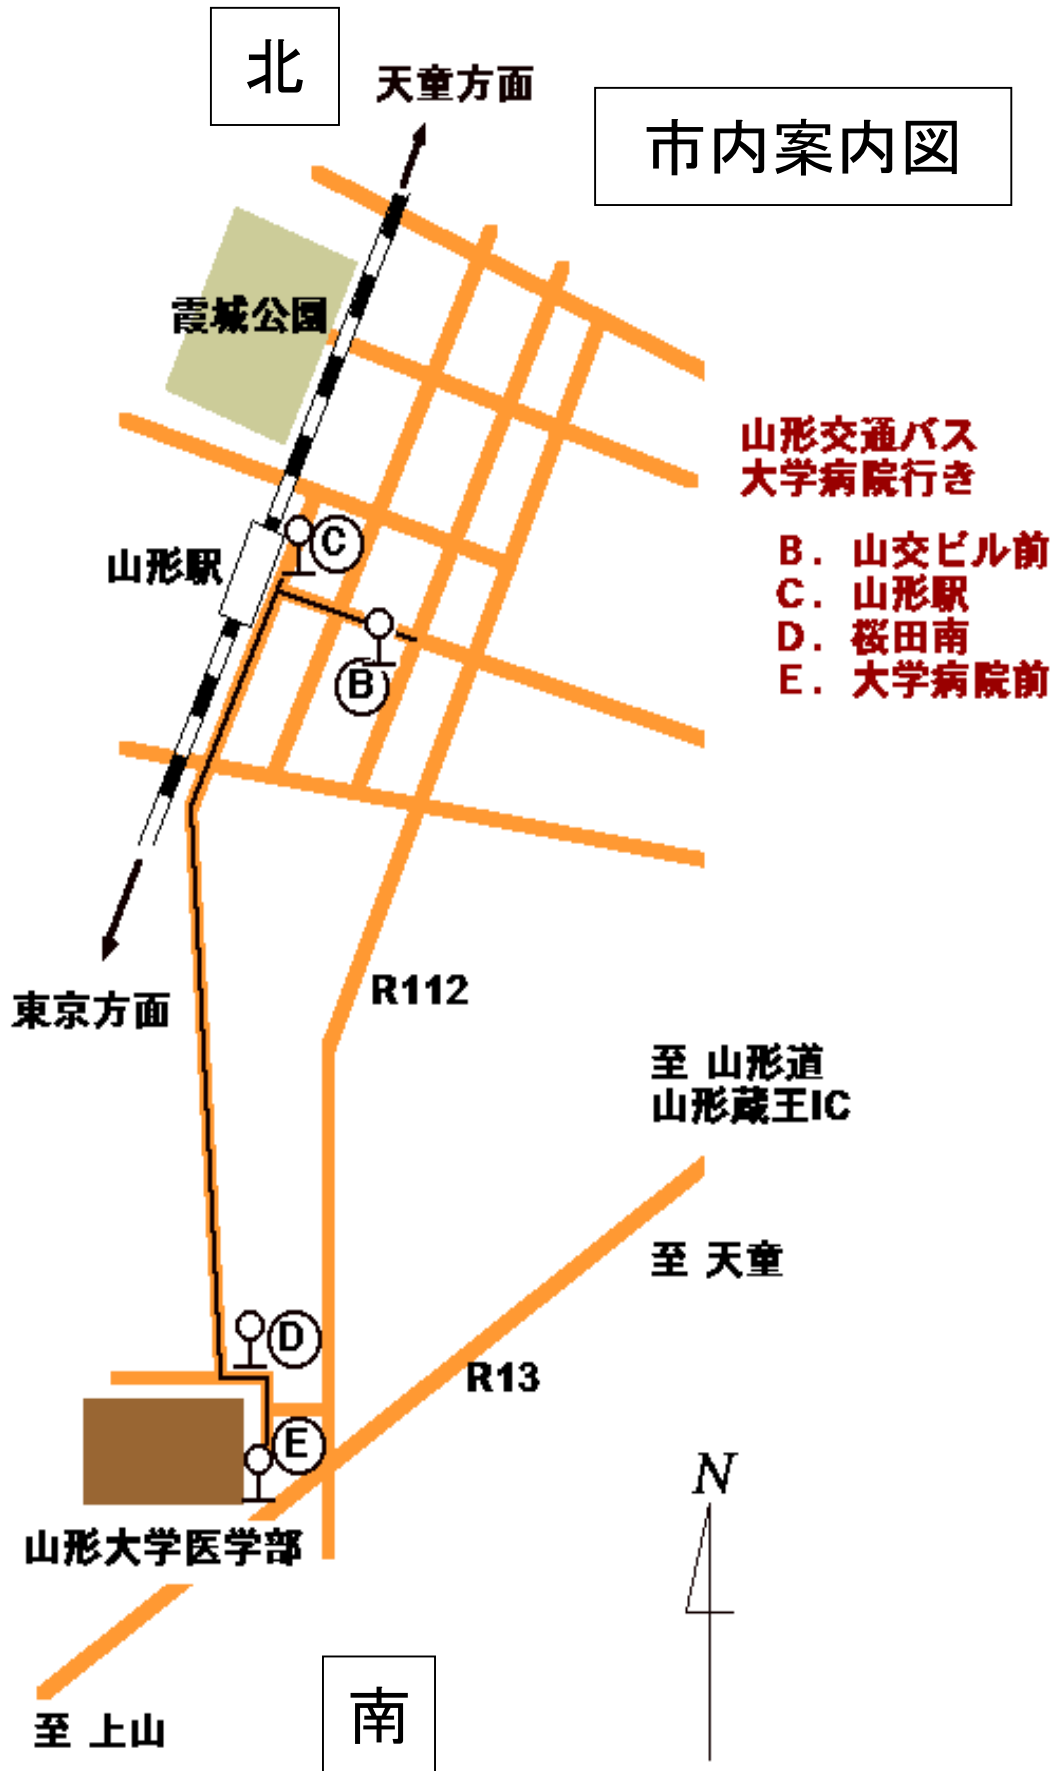 北
天童方面
市内案内図
霞城公園
山形交通バス
大学病院行き
山形駅
C
B
B. 山交ビル前
C. 山形駅
D. 桜田南
E. 大学病院前
東京方面
R112
至 山形道
山形蔵王IC
至 天童
D
R13
E
N
山形大学医学部
至 上山
南